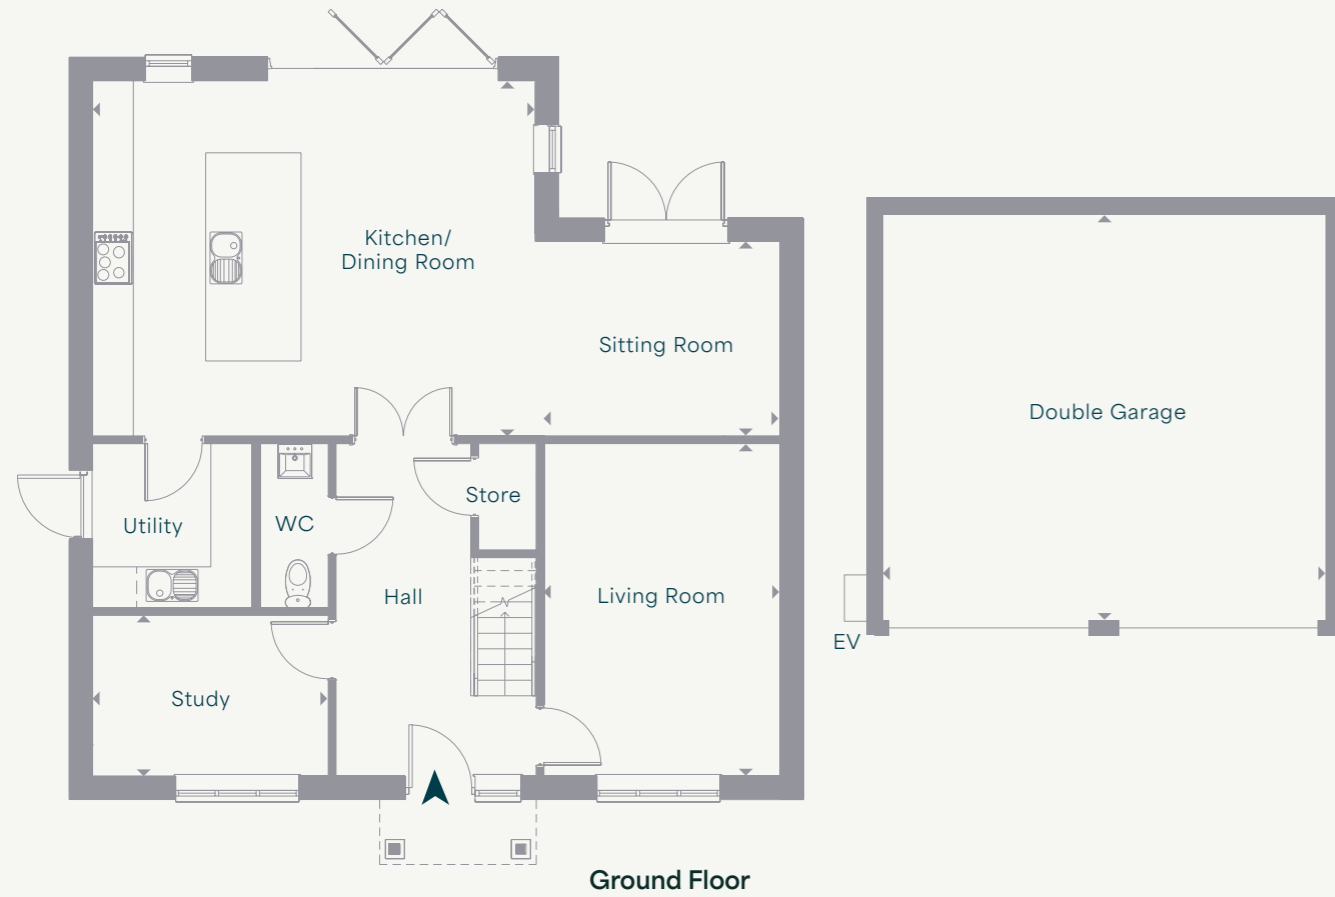 Kitchen/
Dining Room
Sitting Room
Double Garage
Store
WC
Utility
Hall
Living Room
EV
Study
Ground Floor